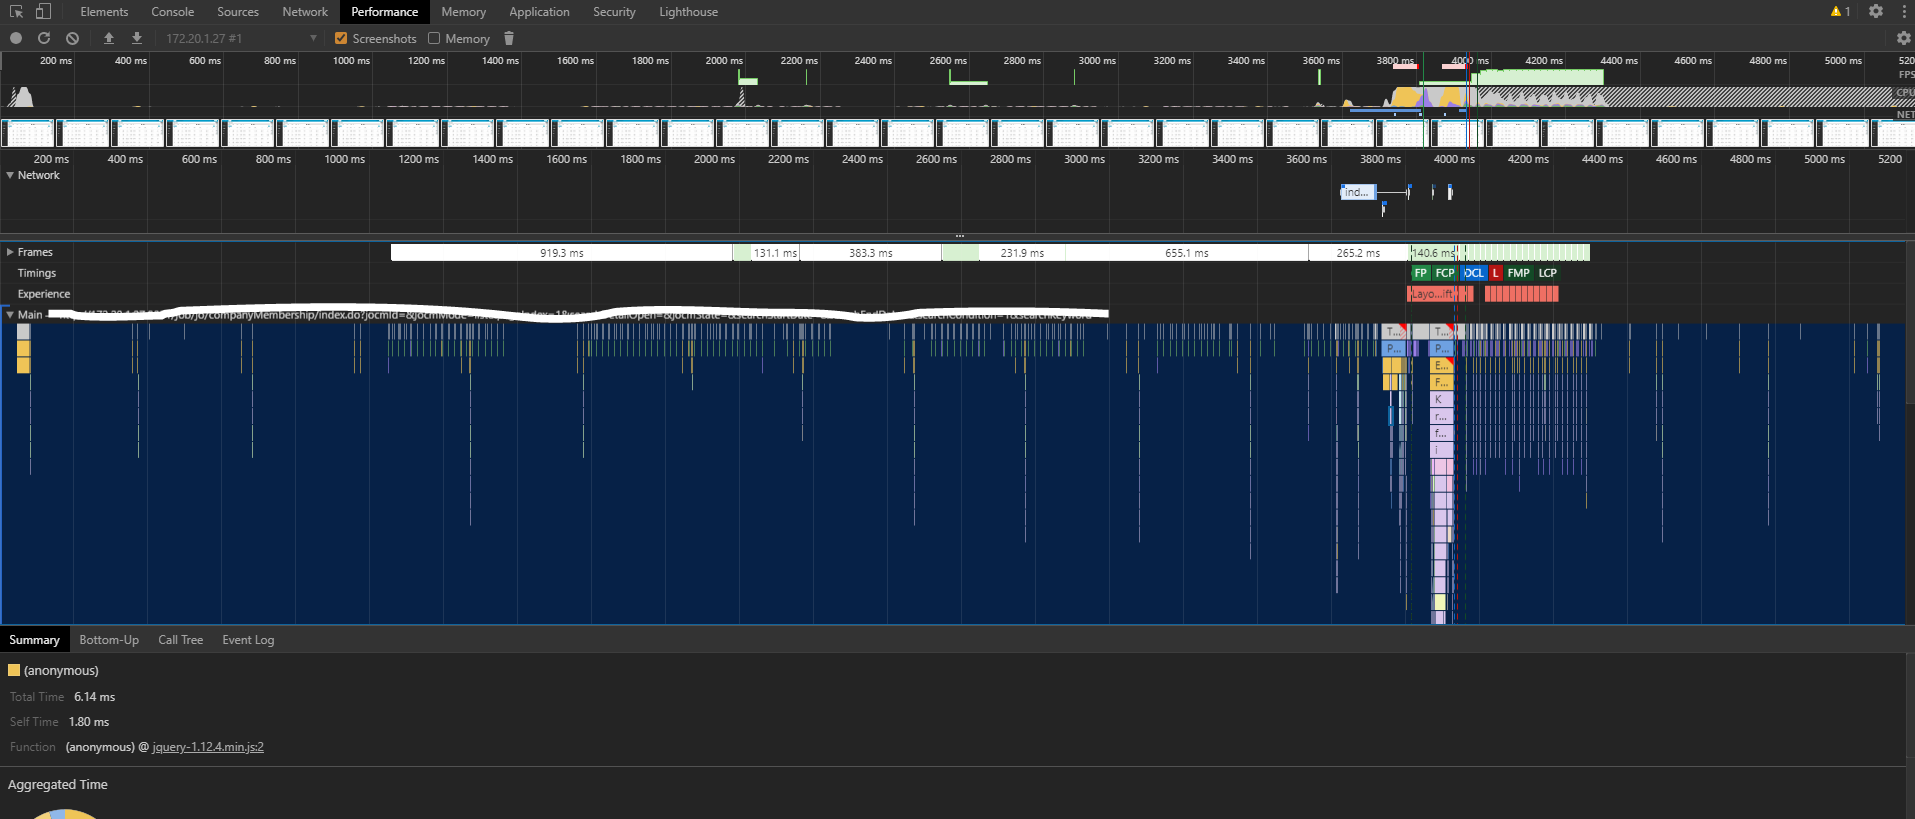 Elements Console Sources Network Performance Memory Application Security Lighthouse 1
172.20.1.27 #1 Screenshots Memory
200 ms 400 ms 600 ms 800 ms 1000 ms 1200 ms 1400 ms 1600 ms 1800 ms 2000 ms 2200 ms 2400 ms 2600 ms 2800 ms 3000 ms 3200 ms 3400 ms 3600 ms 3800 ms 4000 ms 4200 ms 4400 ms 4600 ms 4800 ms 5000 ms 520
FPS
CPU
NET
200 ms 400 ms 600 ms 800 ms 1000 ms 1200 ms 1400 ms 1600 ms 1800 ms 2000 ms 2200 ms 2400 ms 2600 ms 2800 ms 3000 ms 3200 ms 3400 ms 3600 ms 3800 ms 4000 ms 4200 ms 4400 ms 4600 ms 4800 ms 5000 ms 5200
Network
ind...
Frames 919.3 ms 131.1 ms 383.3 ms 231.9 ms 655.1 ms 265.2 ms 140.6 ms
Timings FP FCP DCL L FMP LCP
Experience Layo...ift
Main /job/jo/companyMembership/index.do?jocmId=&jocmMode=
T... T...
P... P...
E...
F...
K
r...
f...
i
Summary Bottom-Up Call Tree Event Log
(anonymous)
Total Time 6.14 ms
Self Time 1.80 ms
Function (anonymous) @ jquery-1.12.4.min.js:2
Aggregated Time